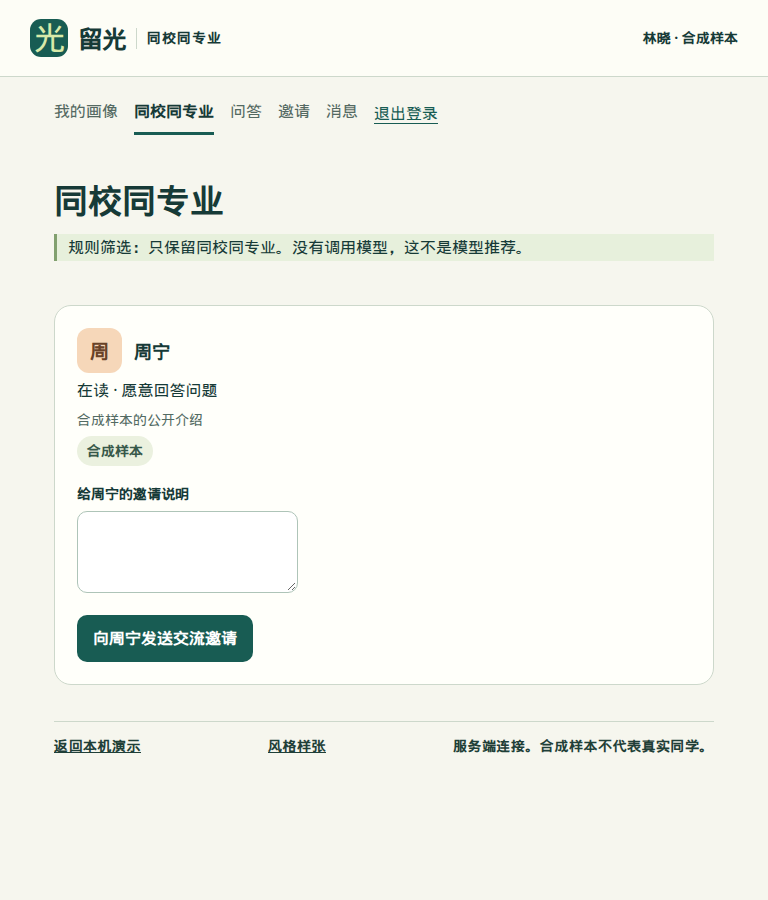 光 留光 同校同专业 林晓 · 合成样本
我的画像 同校同专业 问答 邀请 消息 退出登录
同校同专业
规则筛选：只保留同校同专业。没有调用模型，这不是模型推荐。
周 周宁
在读 · 愿意回答问题
合成样本的公开介绍
合成样本
给周宁的邀请说明
向周宁发送交流邀请
返回本机演示 风格样张 服务端连接。合成样本不代表真实同学。